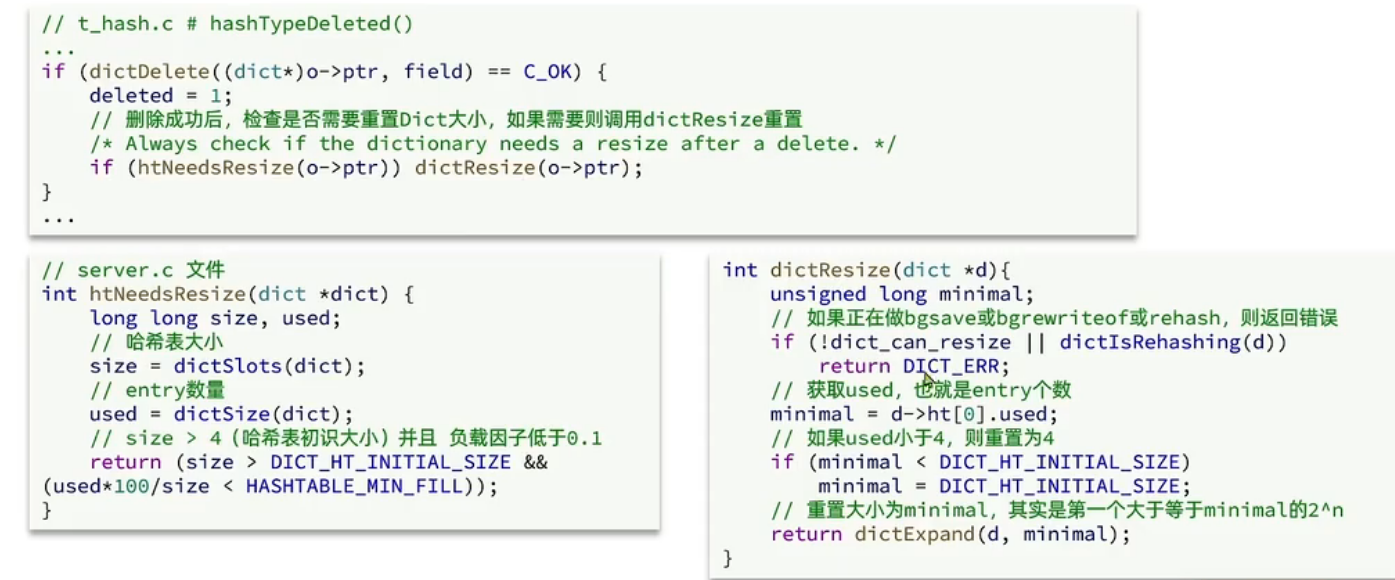 // t_hash.c # hashTypeDeleted()
...
if (dictDelete((dict*)o->ptr, field) == C_OK) {
    deleted = 1;
    // 删除成功后，检查是否需要重置Dict大小，如果需要则调用dictResize重置
    /* Always check if the dictionary needs a resize after a delete. */
    if (htNeedsResize(o->ptr)) dictResize(o->ptr);
}
...
// server.c 文件
int htNeedsResize(dict *dict) {
    long long size, used;
    // 哈希表大小
    size = dictSlots(dict);
    // entry数量
    used = dictSize(dict);
    // size > 4（哈希表初识大小）并且 负载因子低于0.1
    return (size > DICT_HT_INITIAL_SIZE &&
(used*100/size < HASHTABLE_MIN_FILL));
}
int dictResize(dict *d){
    unsigned long minimal;
    // 如果正在做bgsave或bgrewriteof或rehash，则返回错误
    if (!dict_can_resize || dictIsRehashing(d))
        return DICT_ERR;
    // 获取used，也就是entry个数
    minimal = d->ht[0].used;
    // 如果used小于4，则重置为4
    if (minimal < DICT_HT_INITIAL_SIZE)
        minimal = DICT_HT_INITIAL_SIZE;
    // 重置大小为minimal，其实是第一个大于等于minimal的2^n
    return dictExpand(d, minimal);
}